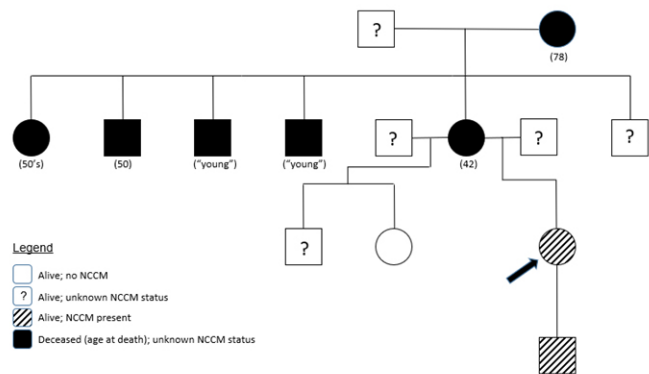 ?
(78)
? ? ?
(50's) (50) ("young") ("young") (42)
?
Legend
Alive; no NCCM
? Alive; unknown NCCM status
Alive; NCCM present
Deceased (age at death); unknown NCCM status